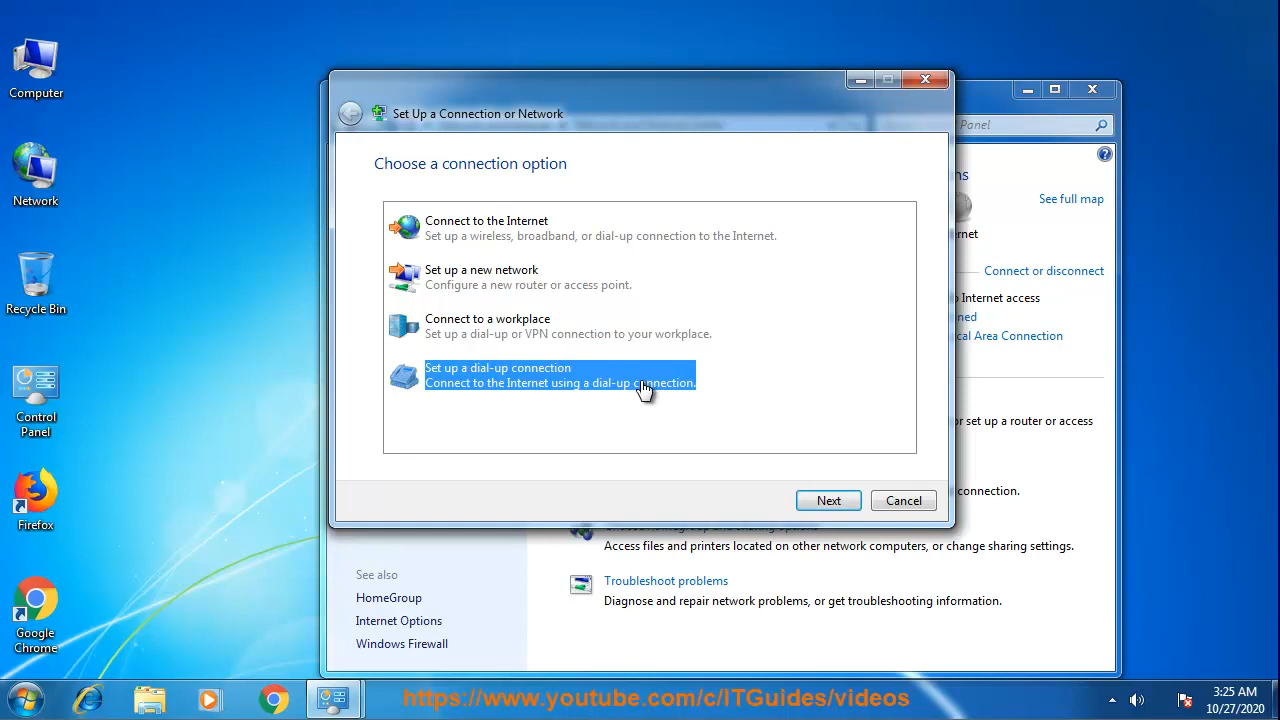 Computer
Network
Recycle Bin
Control
Panel
Firefox
Google
Chrome
Set Up a Connection or Network
Choose a connection option
Connect to the Internet
Set up a wireless, broadband, or dial-up connection to the Internet.
Set up a new network
Configure a new router or access point.
Connect to a workplace
Set up a dial-up or VPN connection to your workplace.
Set up a dial-up connection
Connect to the Internet using a dial-up connection.
Next
Cancel
Panel
ns
See full map
rnet
Connect or disconnect
Internet access
ned
cal Area Connection
or set up a router or access
connection.
Access files and printers located on other network computers, or change sharing settings.
Troubleshoot problems
Diagnose and repair network problems, or get troubleshooting information.
See also
HomeGroup
Internet Options
Windows Firewall
https://www.youtube.com/c/ITGuides/videos
3:25 AM
10/27/2020